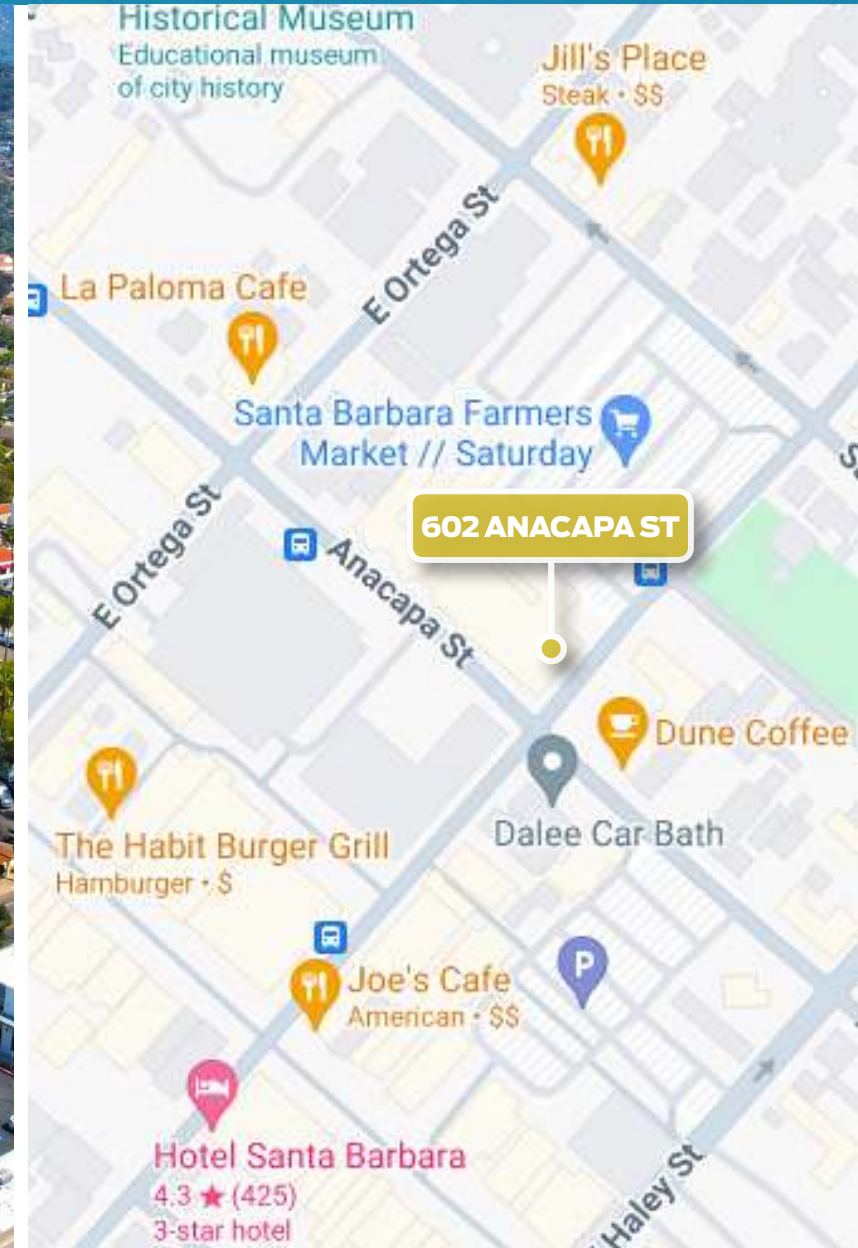 Historical Museum
Educational museum
of city history
Jill's Place
Steak · $$
E Ortega St
La Paloma Cafe
Santa Barbara Farmers
Market // Saturday
602 ANACAPA ST
E Ortega St
Anacapa St
Dune Coffee
Dalee Car Bath
The Habit Burger Grill
Hamburger · $
Joe's Cafe
American · $$
P
Hotel Santa Barbara
4.3 ★ (425)
3-star hotel
Haley St